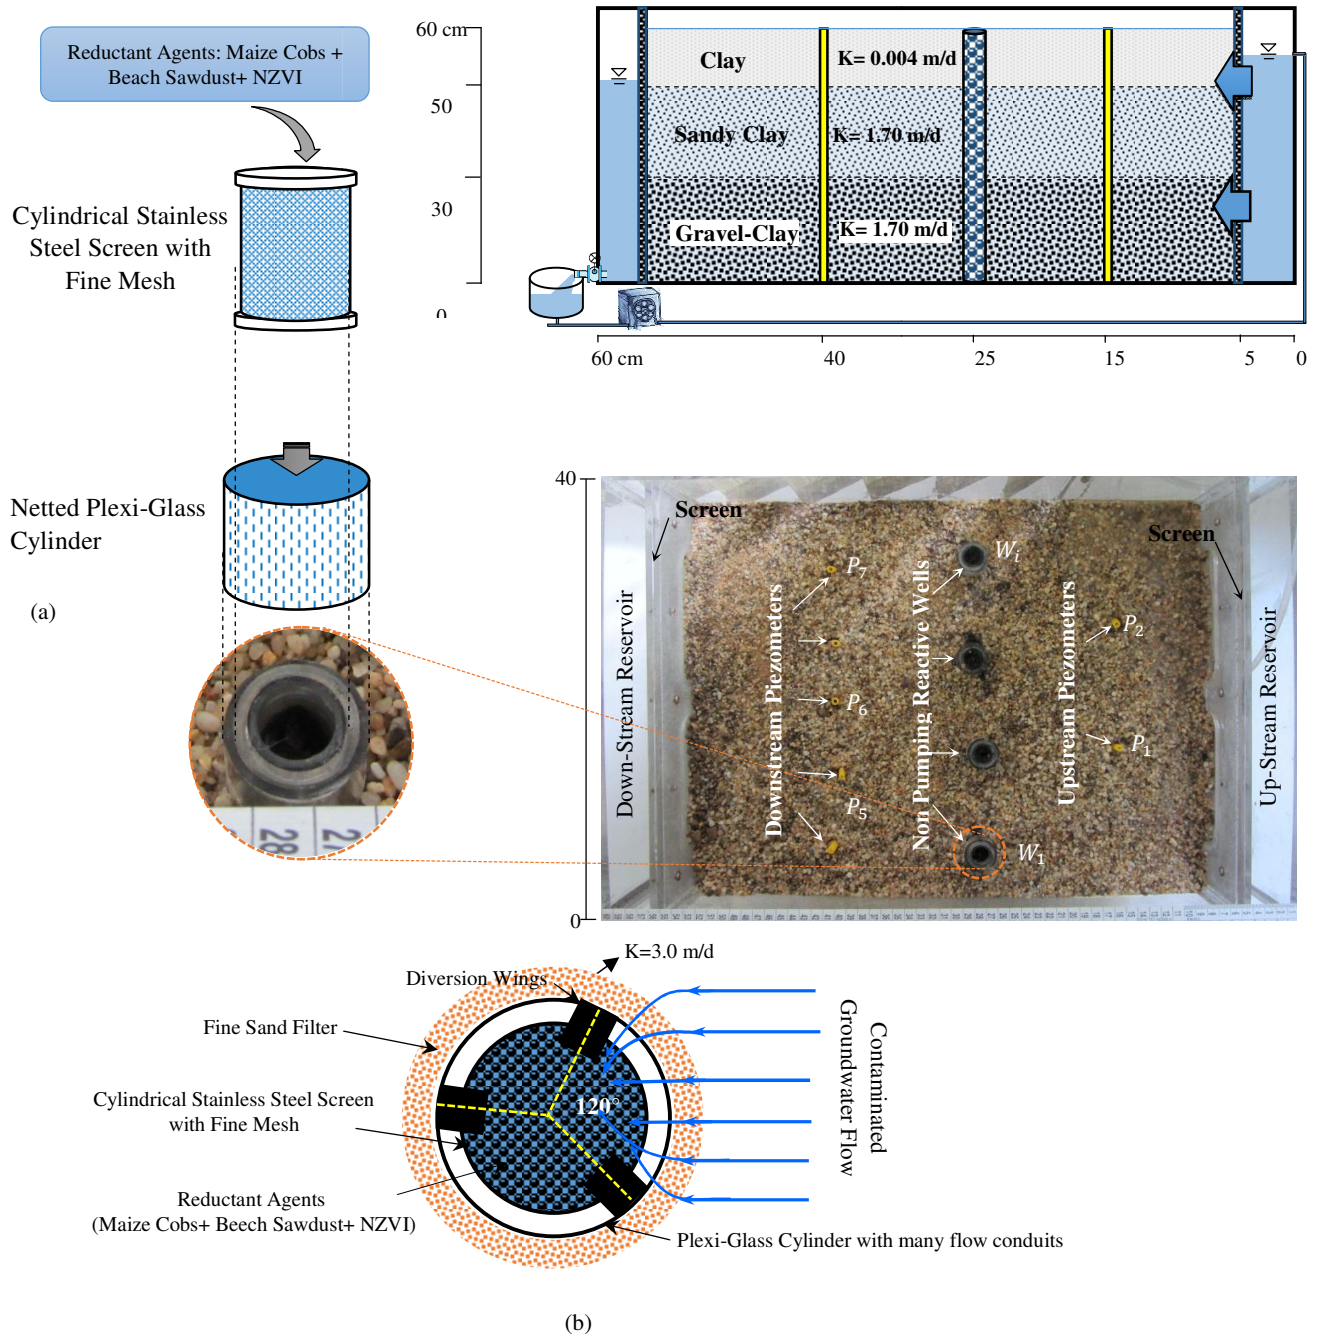 Reductant Agents: Maize Cobs +
Beach Sawdust+ NZVI
Cylindrical Stainless
Steel Screen with
Fine Mesh
Netted Plexi-Glass
Cylinder
(a)
28
27
60 cm
50
30
0
Clay
K= 0.004 m/d
Sandy Clay
K= 1.70 m/d
Gravel-Clay
K= 1.70 m/d
60 cm
40
25
15
5
0
40
0
Screen
Screen
Down-Stream Reservoir
Downstream Piezometers
Non Pumping Reactive Wells
Upstream Piezometers
Up-Stream Reservoir
P7
P6
P5
Wi
W1
P2
P1
K=3.0 m/d
Diversion Wings
Fine Sand Filter
Cylindrical Stainless Steel Screen
with Fine Mesh
120°
Reductant Agents
(Maize Cobs+ Beech Sawdust+ NZVI)
Contaminated
Groundwater Flow
Plexi-Glass Cylinder with many flow conduits
(b)